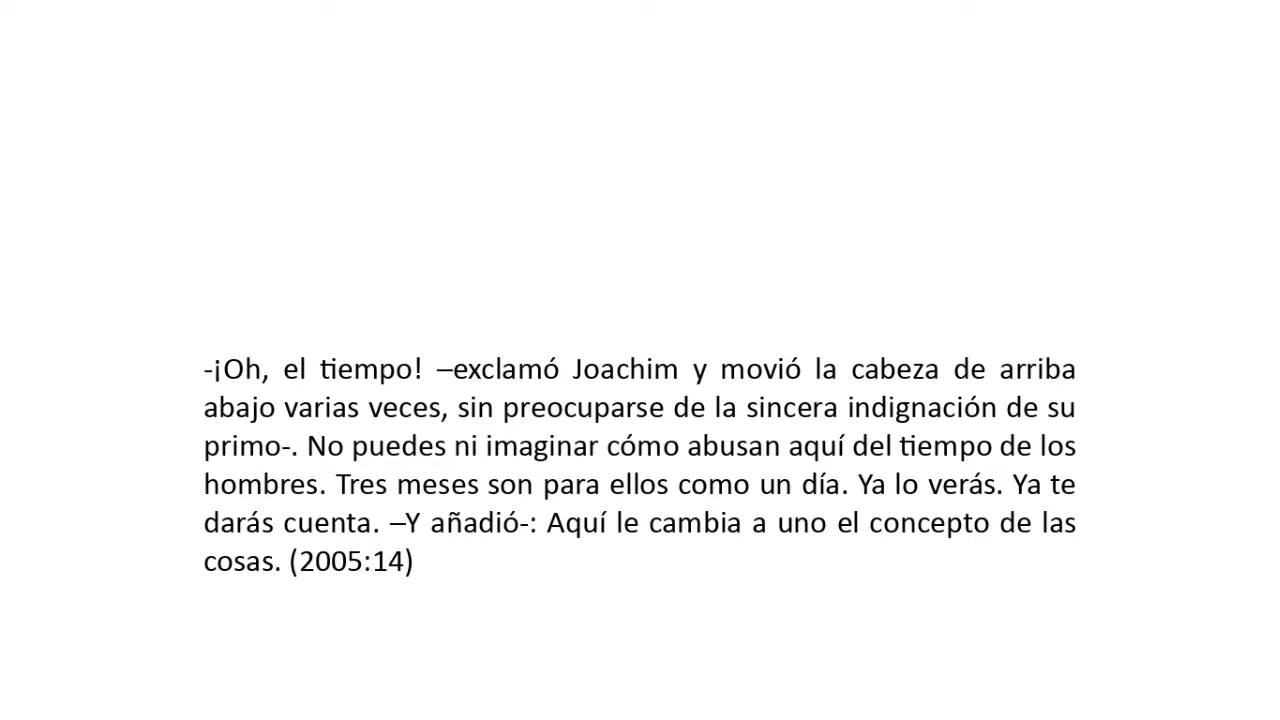 -¡Oh, el tiempo! –exclamó Joachim y movió la cabeza de arriba
abajo varias veces, sin preocuparse de la sincera indignación de su
primo-. No puedes ni imaginar cómo abusan aquí del tiempo de los
hombres. Tres meses son para ellos como un día. Ya lo verás. Ya te
darás cuenta. –Y añadió-: Aquí le cambia a uno el concepto de las
cosas. (2005:14)